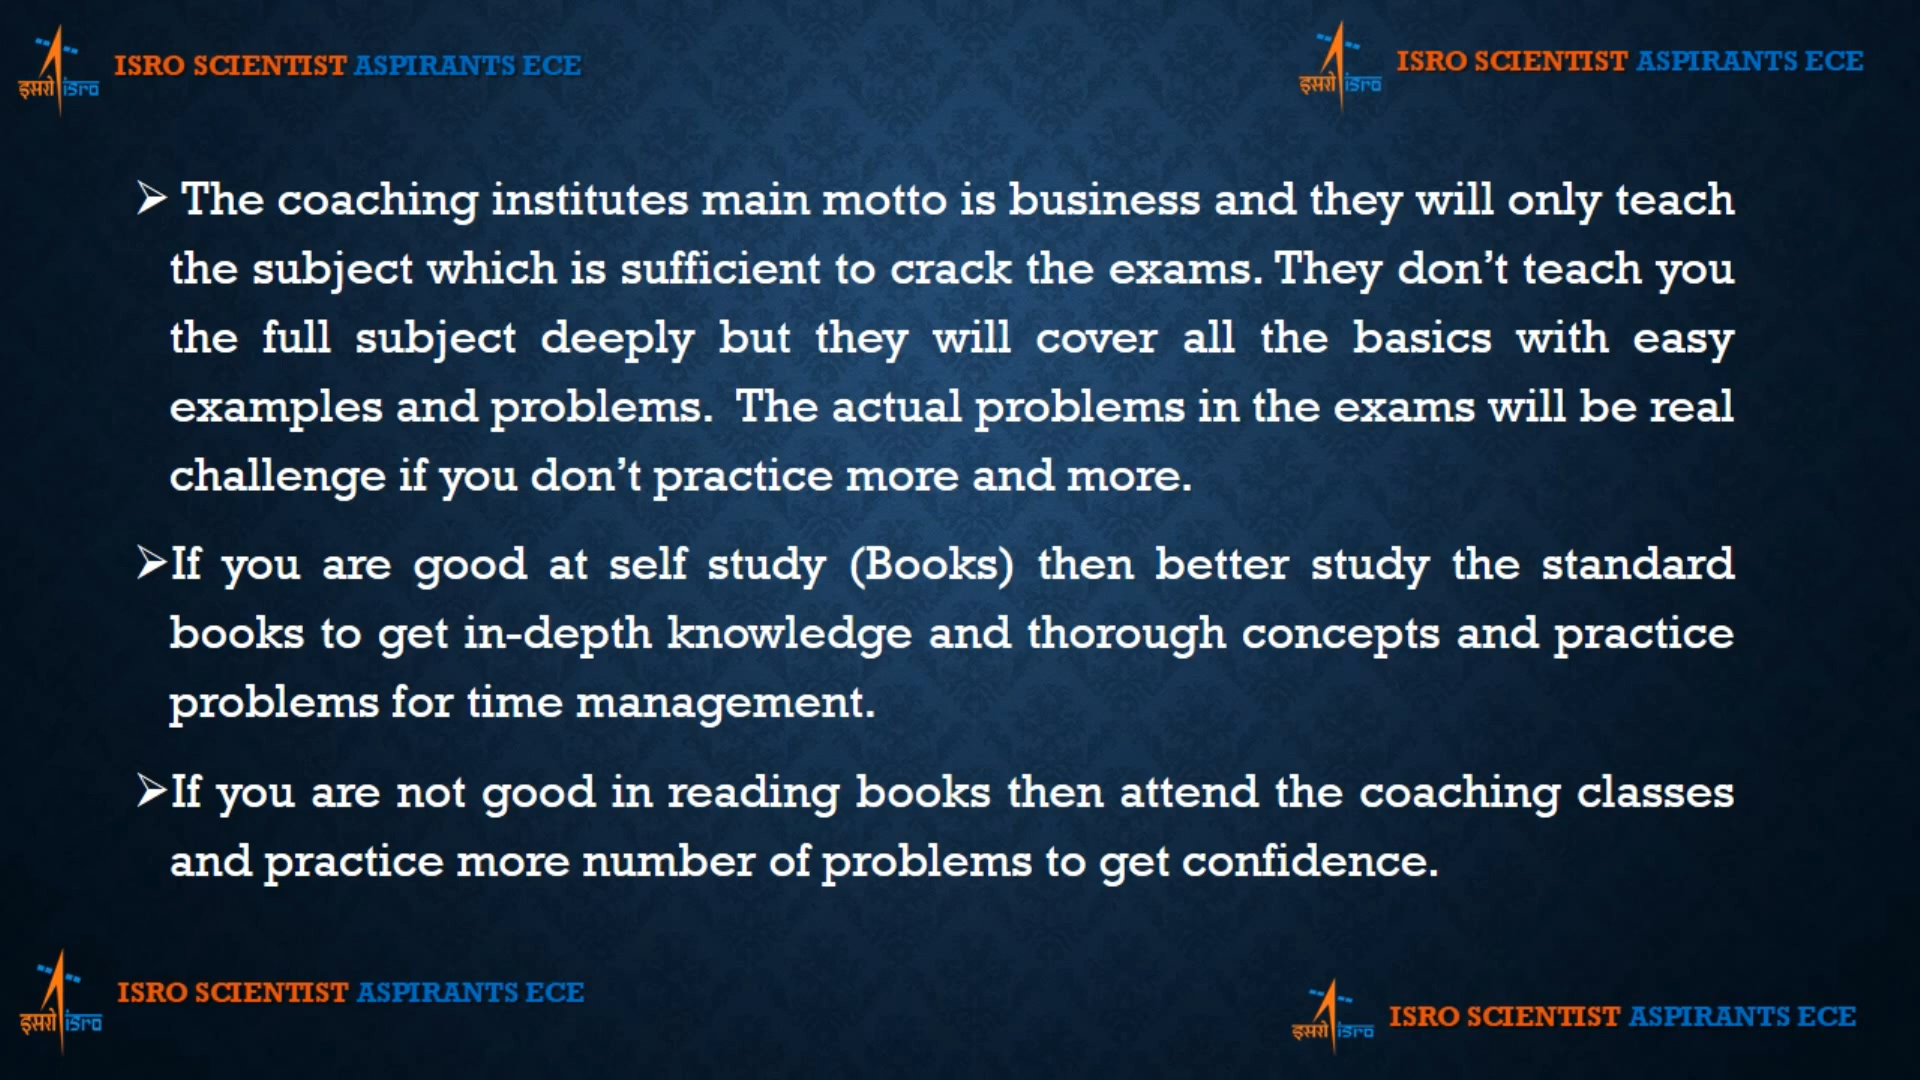 इसरो isro ISRO SCIENTIST ASPIRANTS ECE
इसरो isro ISRO SCIENTIST ASPIRANTS ECE
➢ The coaching institutes main motto is business and they will only teach
the subject which is sufficient to crack the exams. They don’t teach you
the full subject deeply but they will cover all the basics with easy
examples and problems.  The actual problems in the exams will be real
challenge if you don’t practice more and more.
➢If you are good at self study (Books) then better study the standard
books to get in-depth knowledge and thorough concepts and practice
problems for time management.
➢If you are not good in reading books then attend the coaching classes
and practice more number of problems to get confidence.
इसरो isro ISRO SCIENTIST ASPIRANTS ECE
इसरो isro ISRO SCIENTIST ASPIRANTS ECE